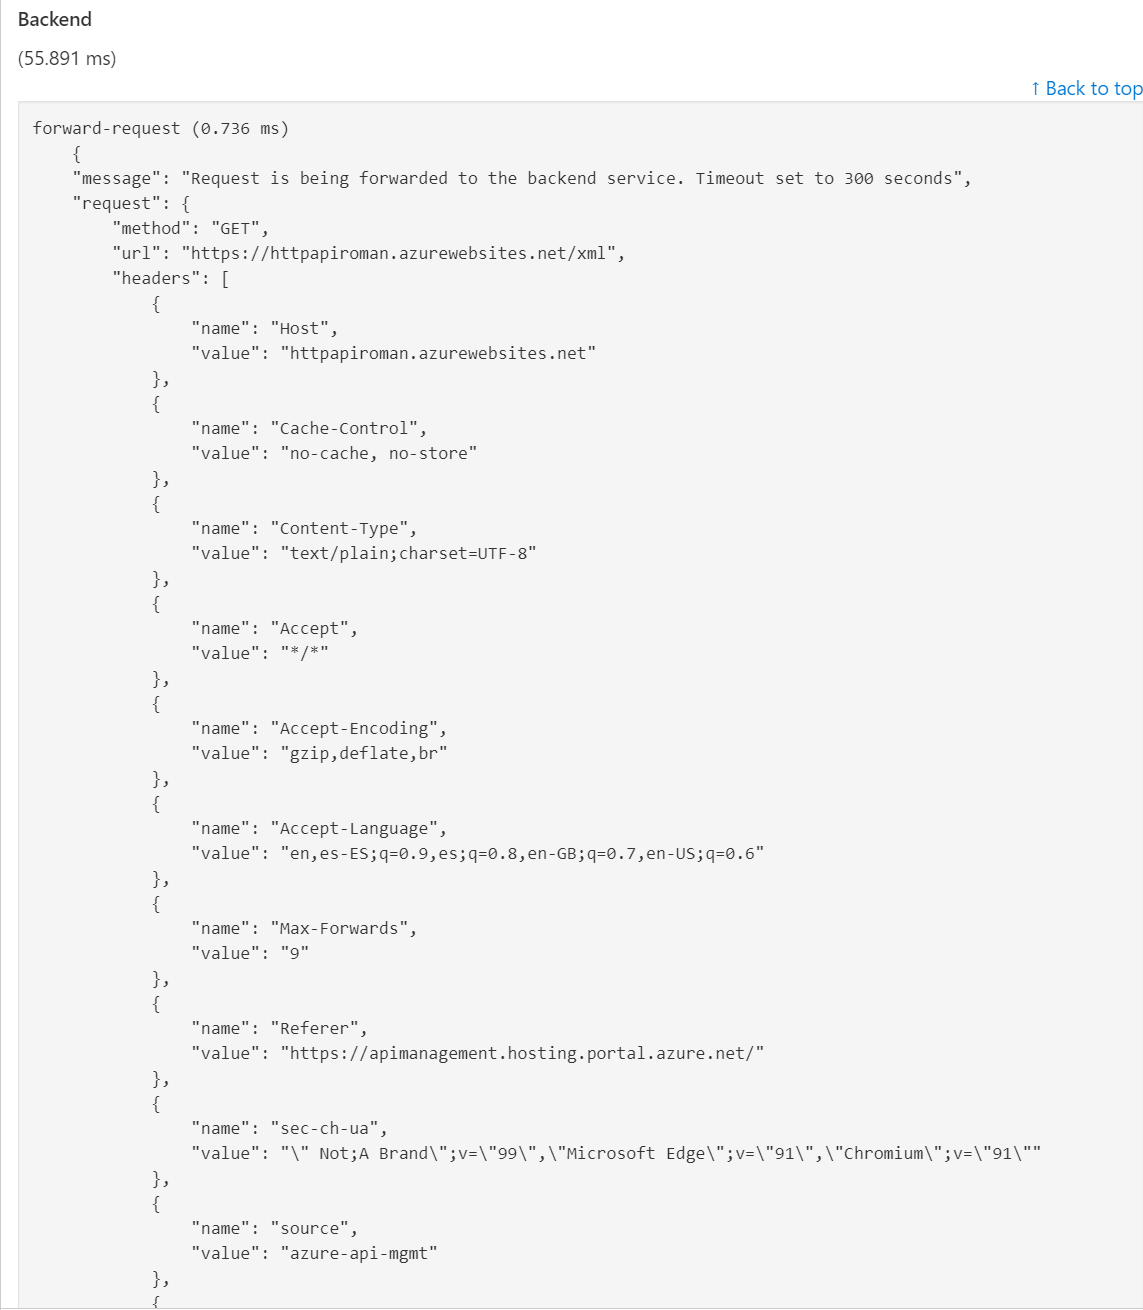 Backend
(55.891 ms)
↑ Back to top
forward-request (0.736 ms)
{
"message": "Request is being forwarded to the backend service. Timeout set to 300 seconds",
"request": {
"method": "GET",
"url": "https://httpapiroman.azurewebsites.net/xml",
"headers": [
{
"name": "Host",
"value": "httpapiroman.azurewebsites.net"
},
{
"name": "Cache-Control",
"value": "no-cache, no-store"
},
{
"name": "Content-Type",
"value": "text/plain;charset=UTF-8"
},
{
"name": "Accept",
"value": "*/*"
},
{
"name": "Accept-Encoding",
"value": "gzip,deflate,br"
},
{
"name": "Accept-Language",
"value": "en,es-ES;q=0.9,es;q=0.8,en-GB;q=0.7,en-US;q=0.6"
},
{
"name": "Max-Forwards",
"value": "9"
},
{
"name": "Referer",
"value": "https://apimanagement.hosting.portal.azure.net/"
},
{
"name": "sec-ch-ua",
"value": "\" Not;A Brand\";v=\"99\",\"Microsoft Edge\";v=\"91\",\"Chromium\";v=\"91\""
},
{
"name": "source",
"value": "azure-api-mgmt"
},
{